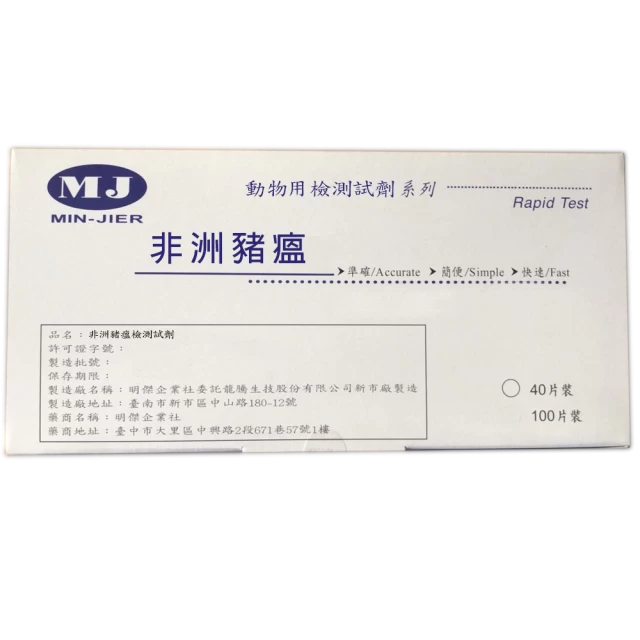 MJ
MIN-JIER
動物用檢測試劑系列
Rapid Test
非洲豬瘟
準確/Accurate 簡便/Simple 快速/Fast
品名：非洲豬瘟檢測試劑
許可證字號：
製造批號：
保存期限：
製造廠名稱：明傑企業社委託龍騰生技股份有限公司新市廠製造
製造廠地址：臺南市新市區中山路180-12號
藥商名稱：明傑企業社
藥商地址：臺中市大里區中興路2段671巷57號1樓
40片裝
100片裝